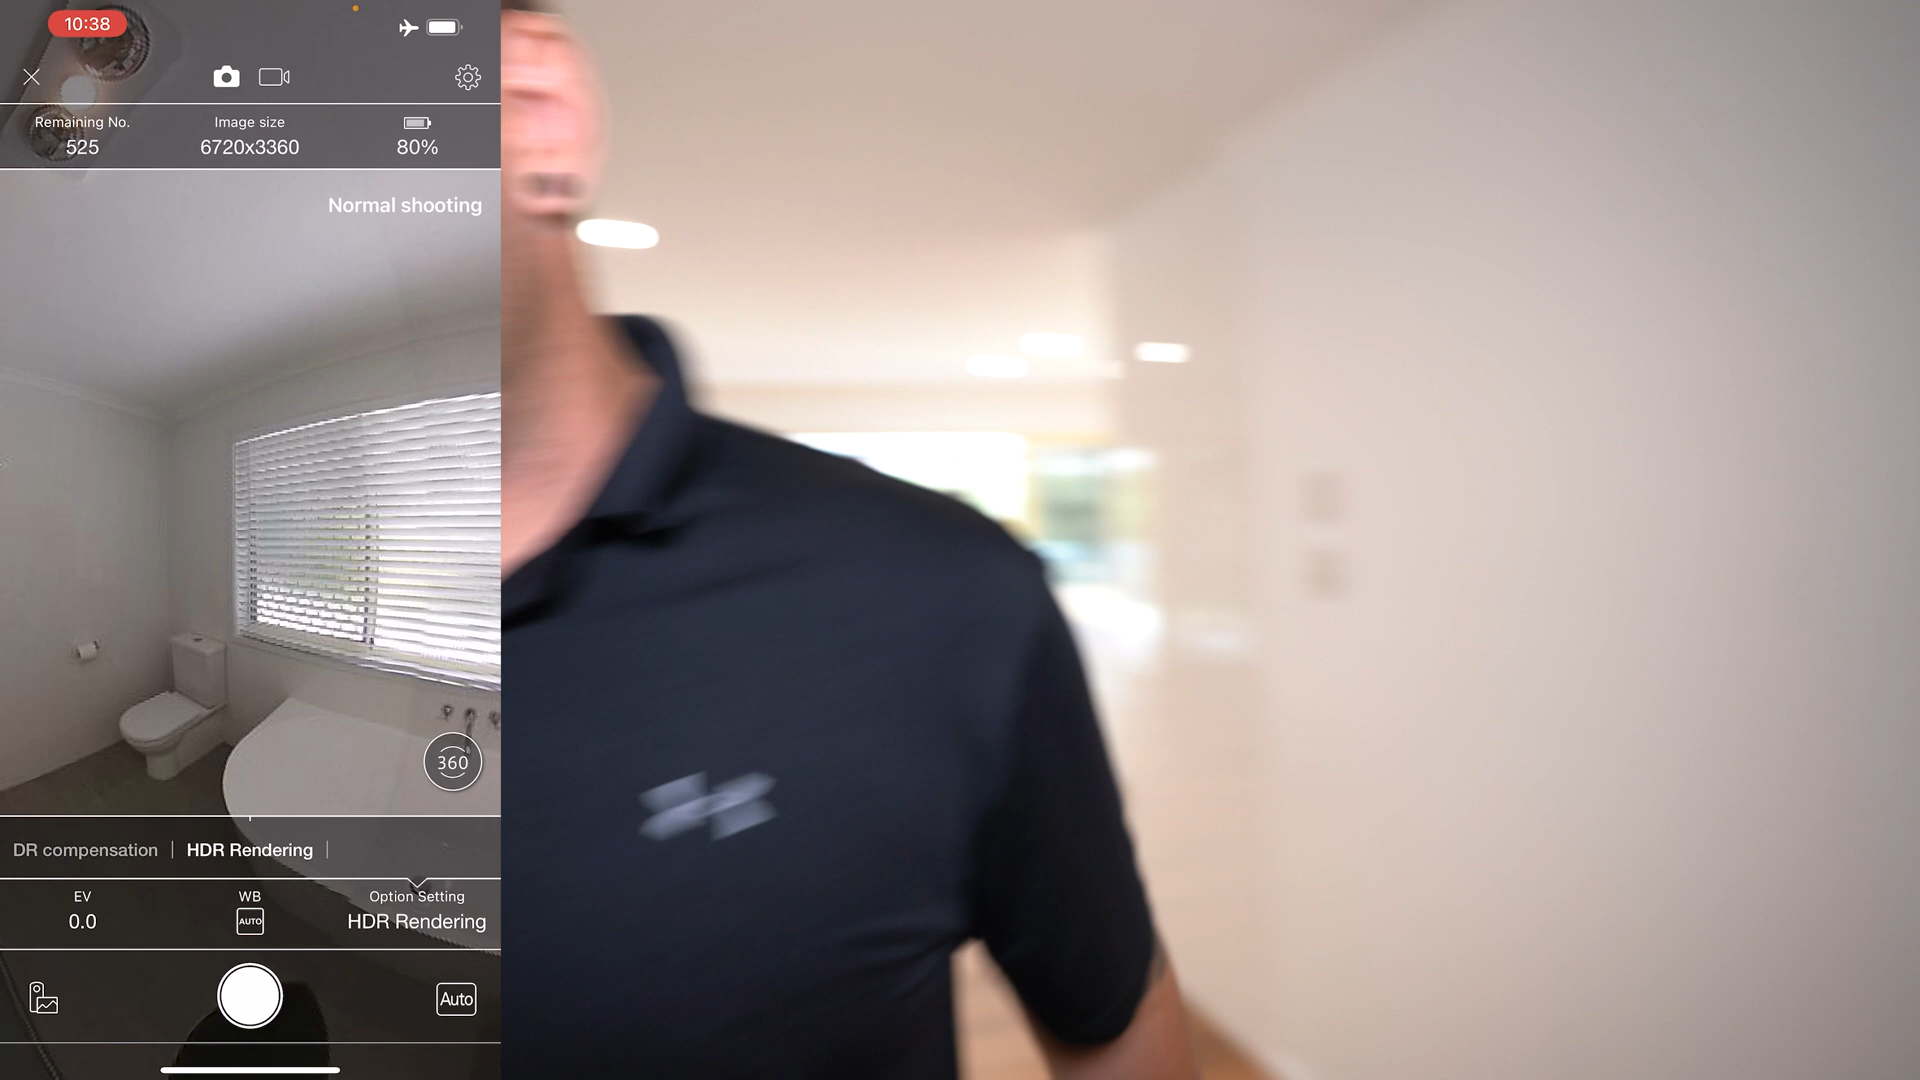 10:38
Remaining No.
525
Image size
6720x3360
80%
Normal shooting
360
DR compensation | HDR Rendering |
EV
0.0
WB
AUTO
Option Setting
HDR Rendering
Auto